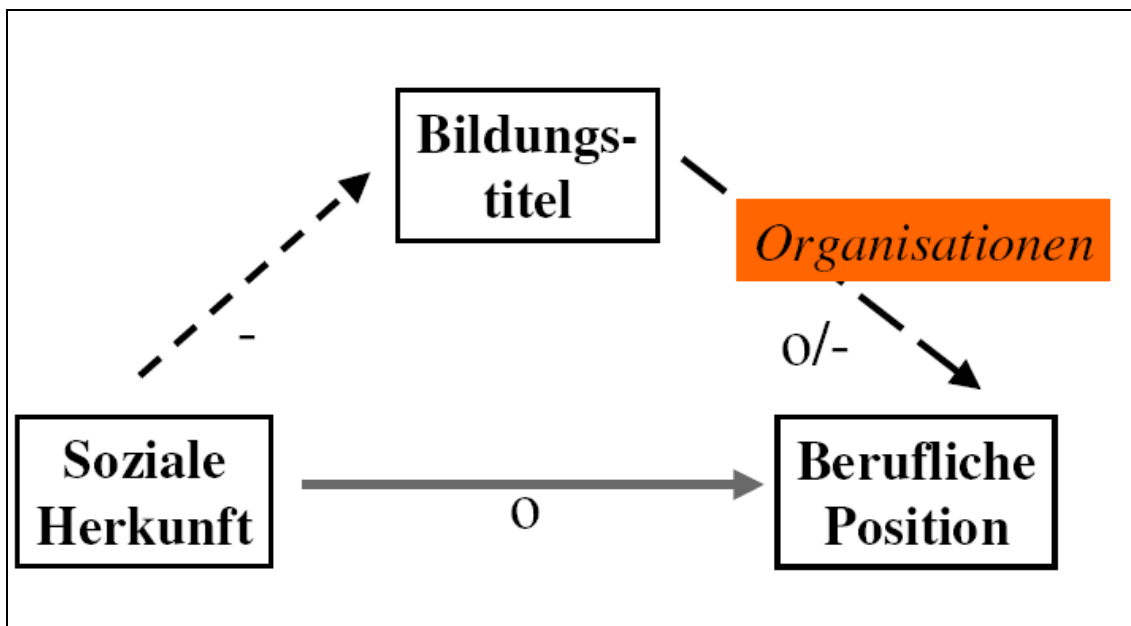 Bildungs-
titel
Organisationen
-
o/-
Soziale
Herkunft
o
Berufliche
Position